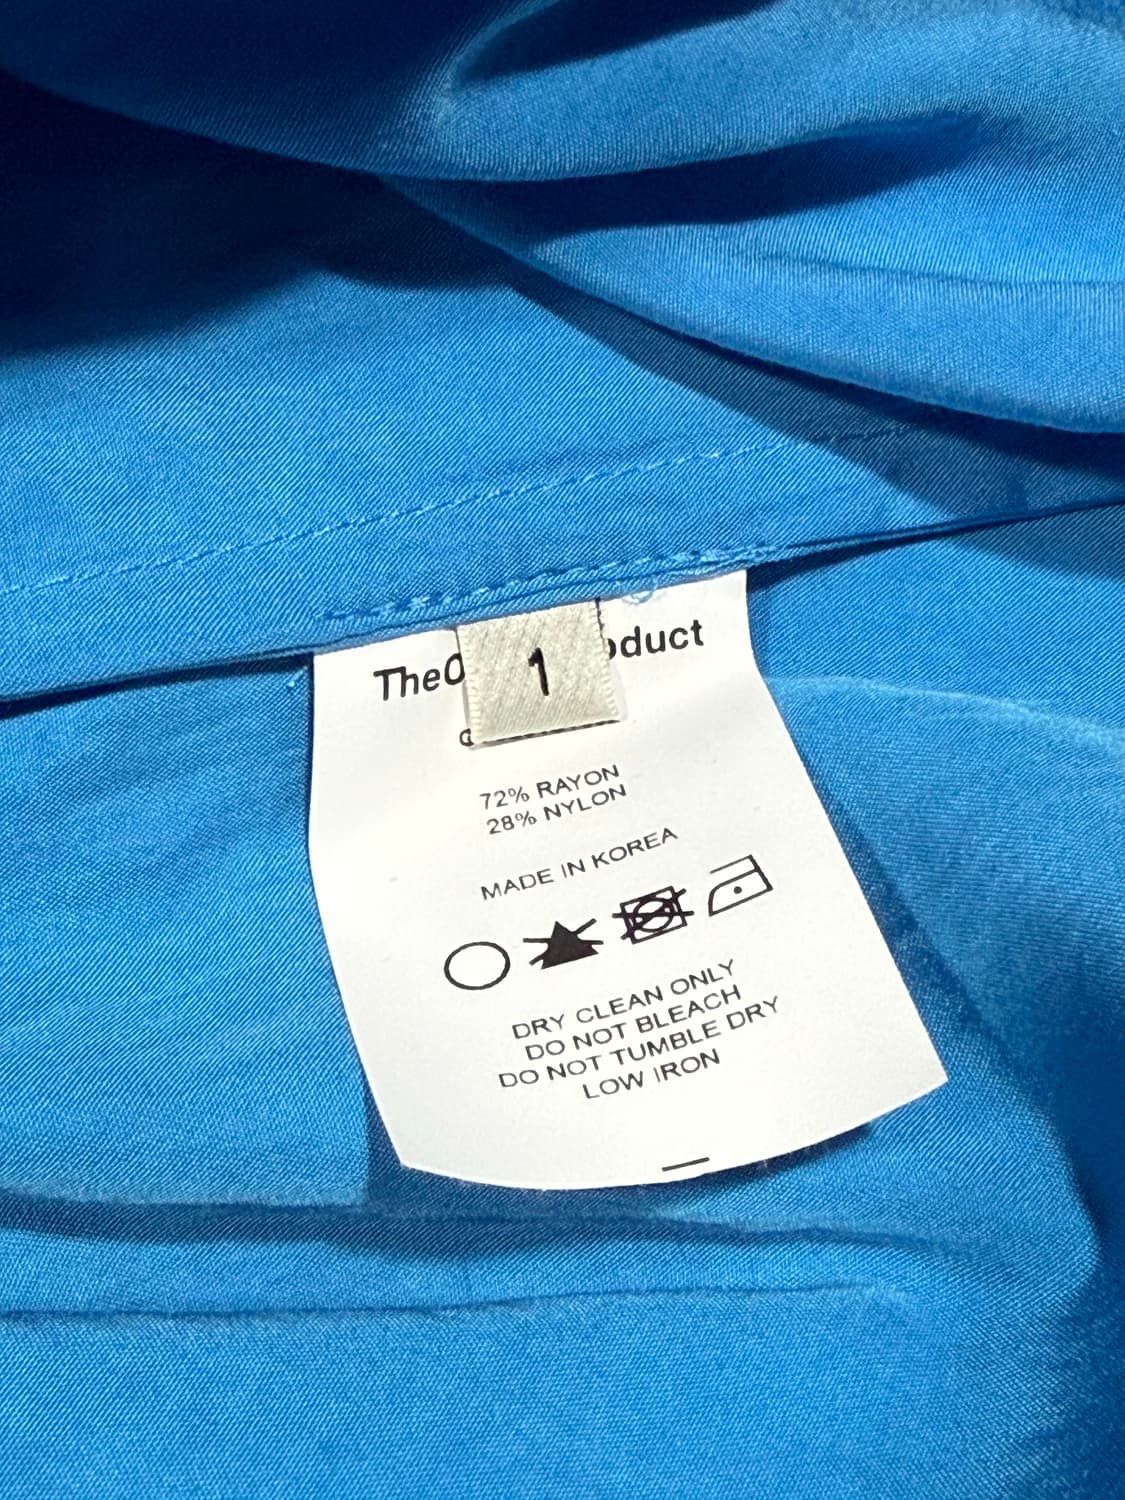 TheO
oduct
1
72% RAYON
28% NYLON
MADE IN KOREA
DRY CLEAN ONLY
DO NOT BLEACH
DO NOT TUMBLE DRY
LOW IRON